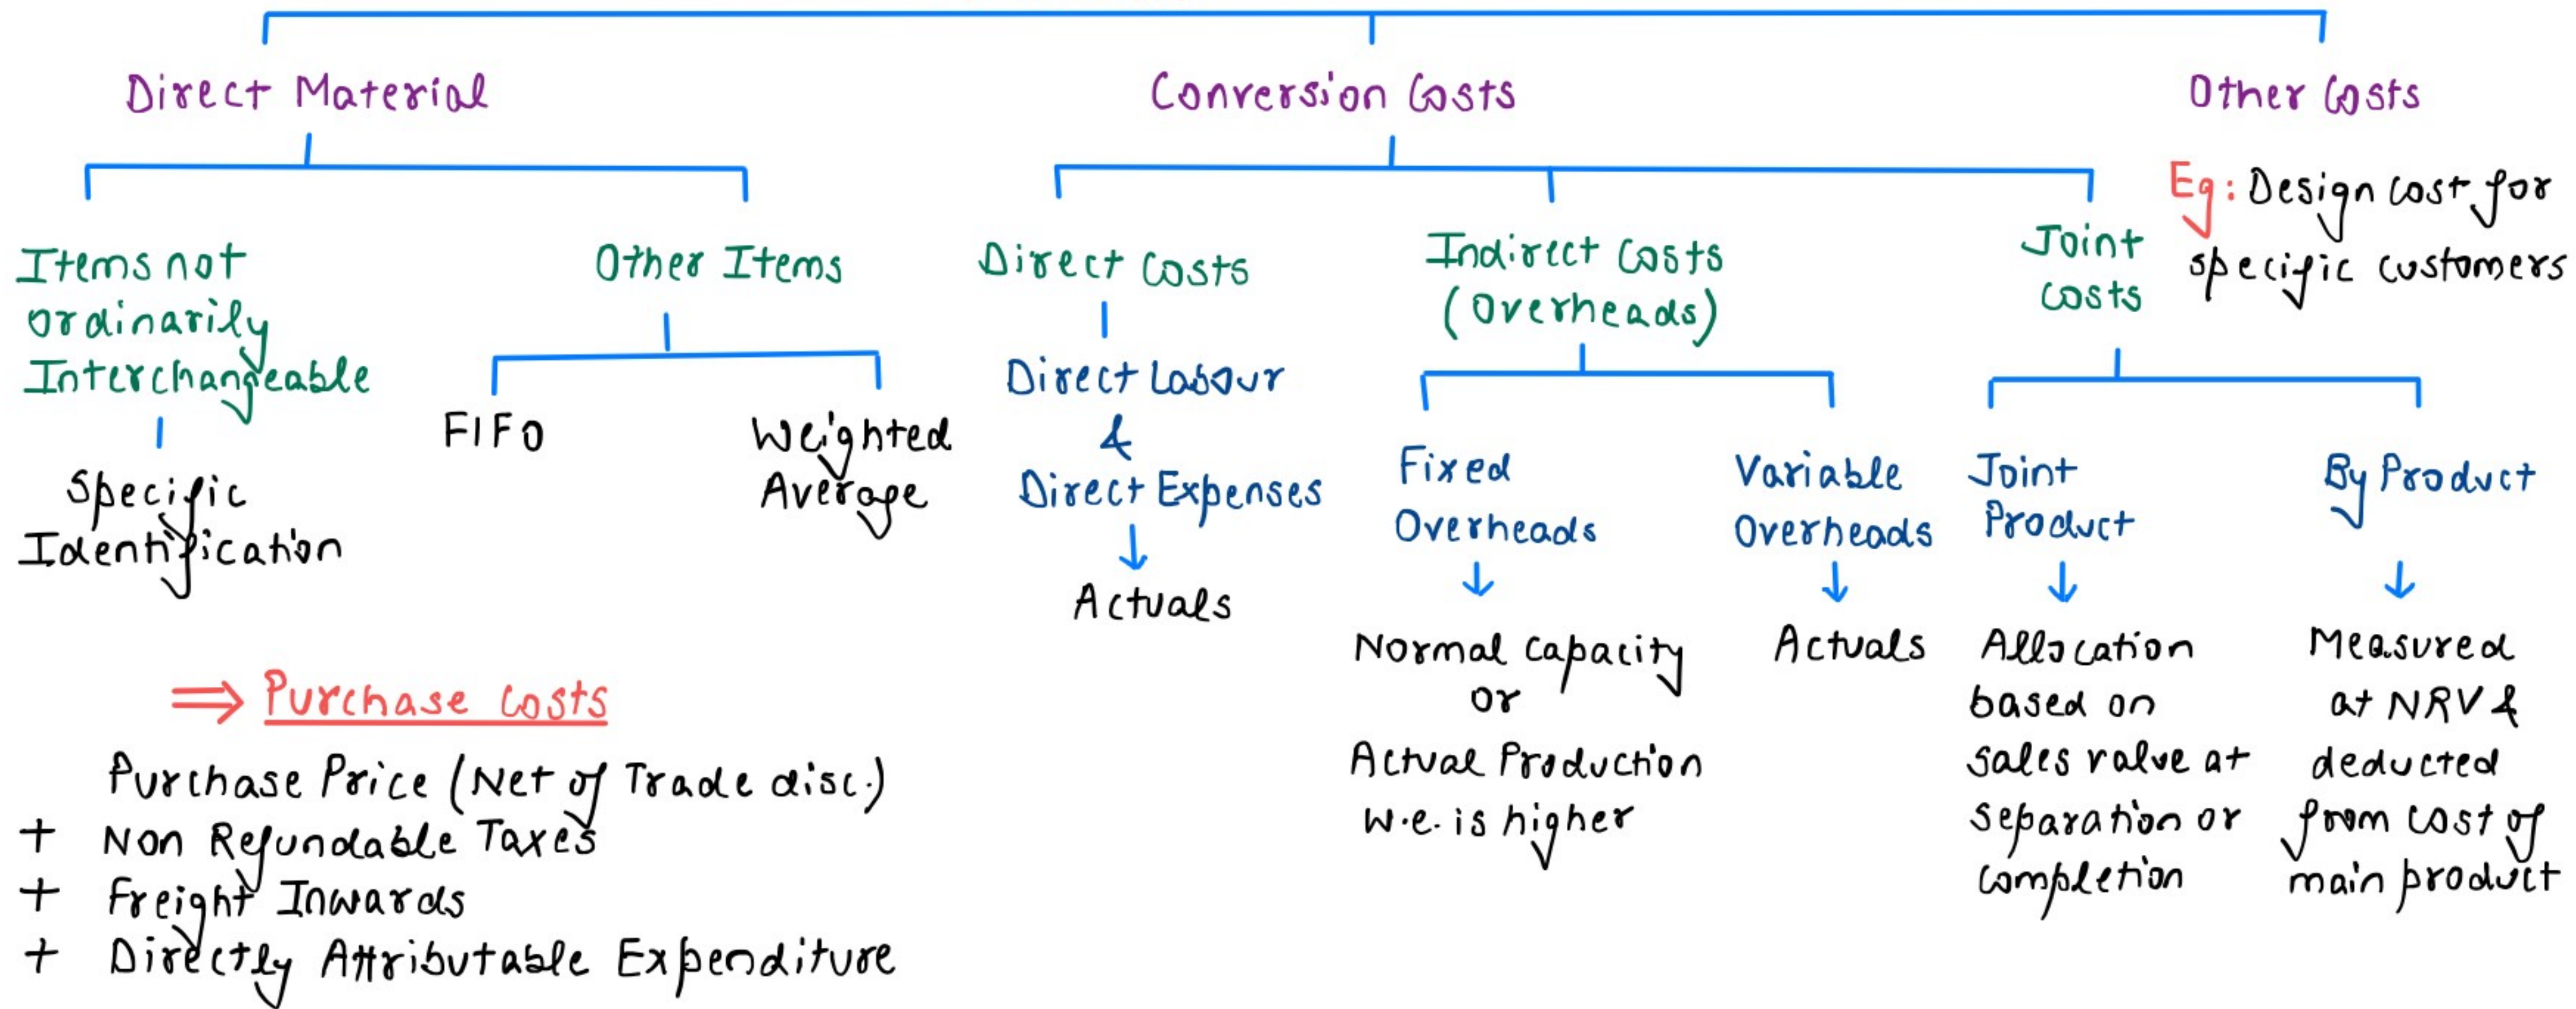 Direct Material
Conversion Costs
Other Costs
Eg: Design cost for
specific customers
Items not
ordinarily
Interchangeable
Specific
Identification
Other Items
FIFO
Weighted
Average
Direct Costs
Direct Labour
&
Direct Expenses
Actuals
Indirect Costs
(Overheads)
Fixed
Overheads
Normal capacity
or
Actual Production
w.e. is higher
Variable
Overheads
Actuals
Joint
Costs
Joint
Product
Allocation
based on
sales value at
separation or
completion
By Product
Measured
at NRV &
deducted
from cost of
main product
⇒ Purchase Costs
Purchase Price (Net of Trade disc.)
+ Non Refundable Taxes
+ Freight Inwards
+ Directly Attributable Expenditure